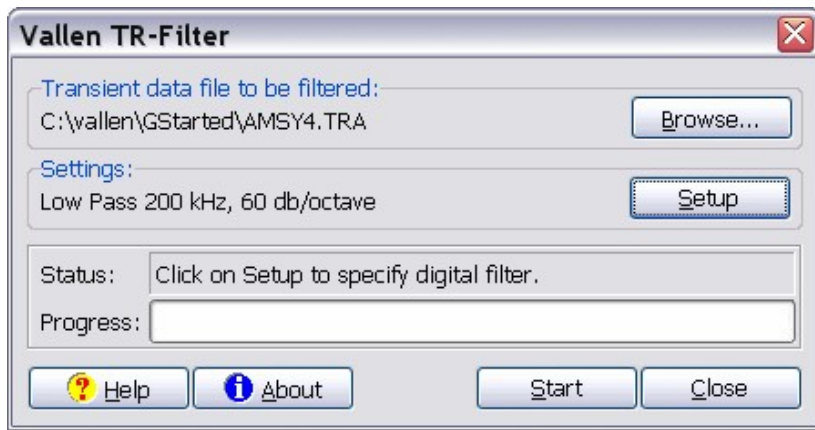 Vallen TR-Filter
Transient data file to be filtered:
C:\vallen\GStarted\AMSY4.TRA
Browse...
Settings:
Low Pass 200 kHz, 60 db/octave
Setup
Status: Click on Setup to specify digital filter.
Progress:
Help About Start Close